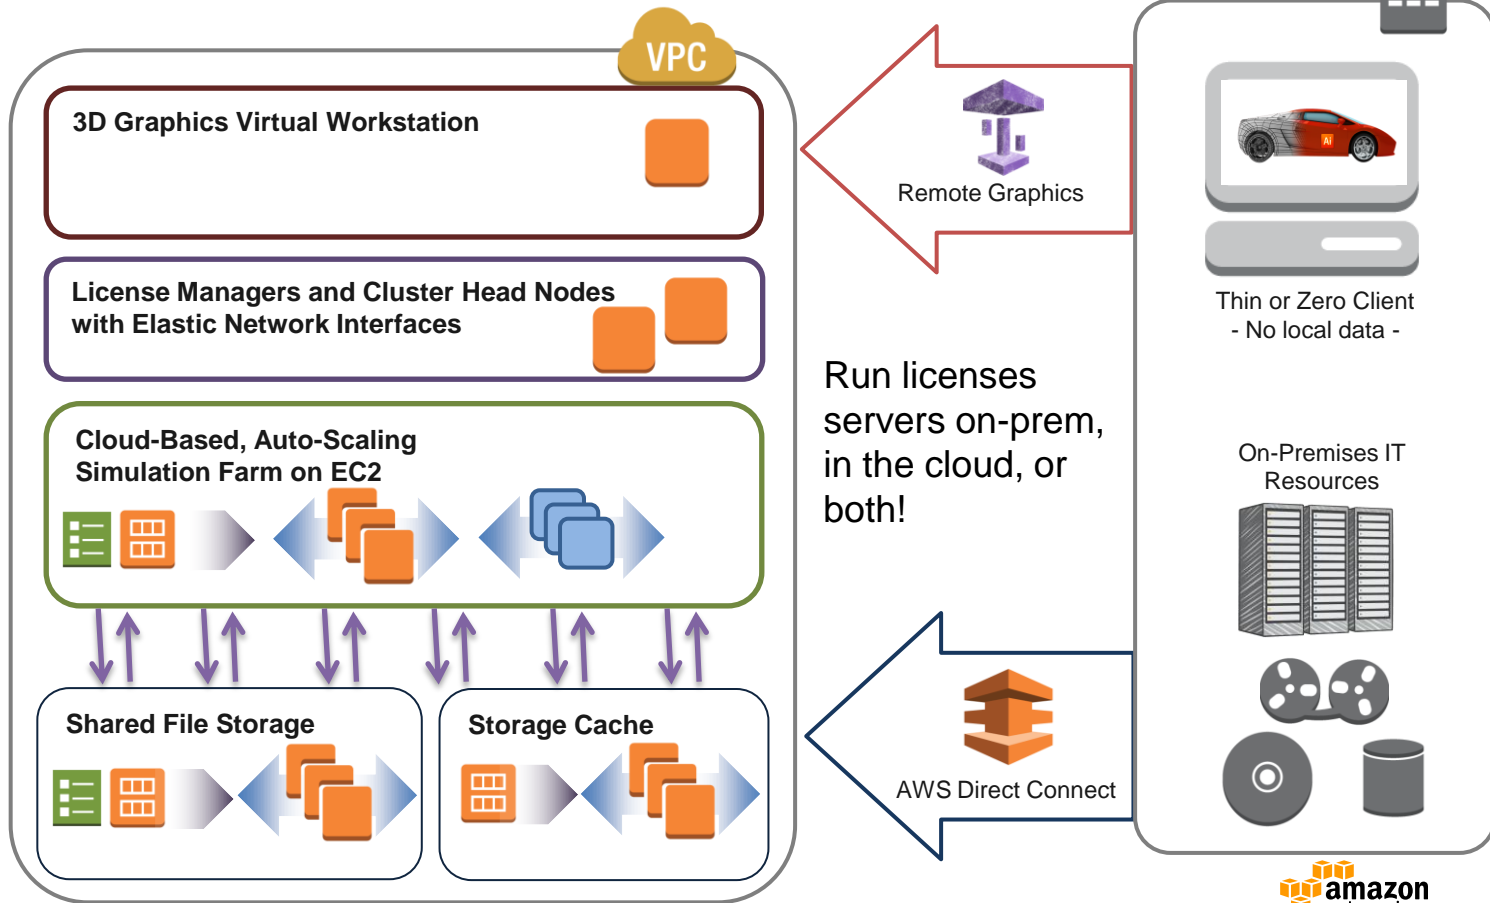 VPC
3D Graphics Virtual Workstation
License Managers and Cluster Head Nodes
with Elastic Network Interfaces
Cloud-Based, Auto-Scaling
Simulation Farm on EC2
Shared File Storage
Storage Cache
Remote Graphics
Run licenses
servers on-prem,
in the cloud, or
both!
AWS Direct Connect
Ai
Thin or Zero Client
- No local data -
On-Premises IT
Resources
amazon